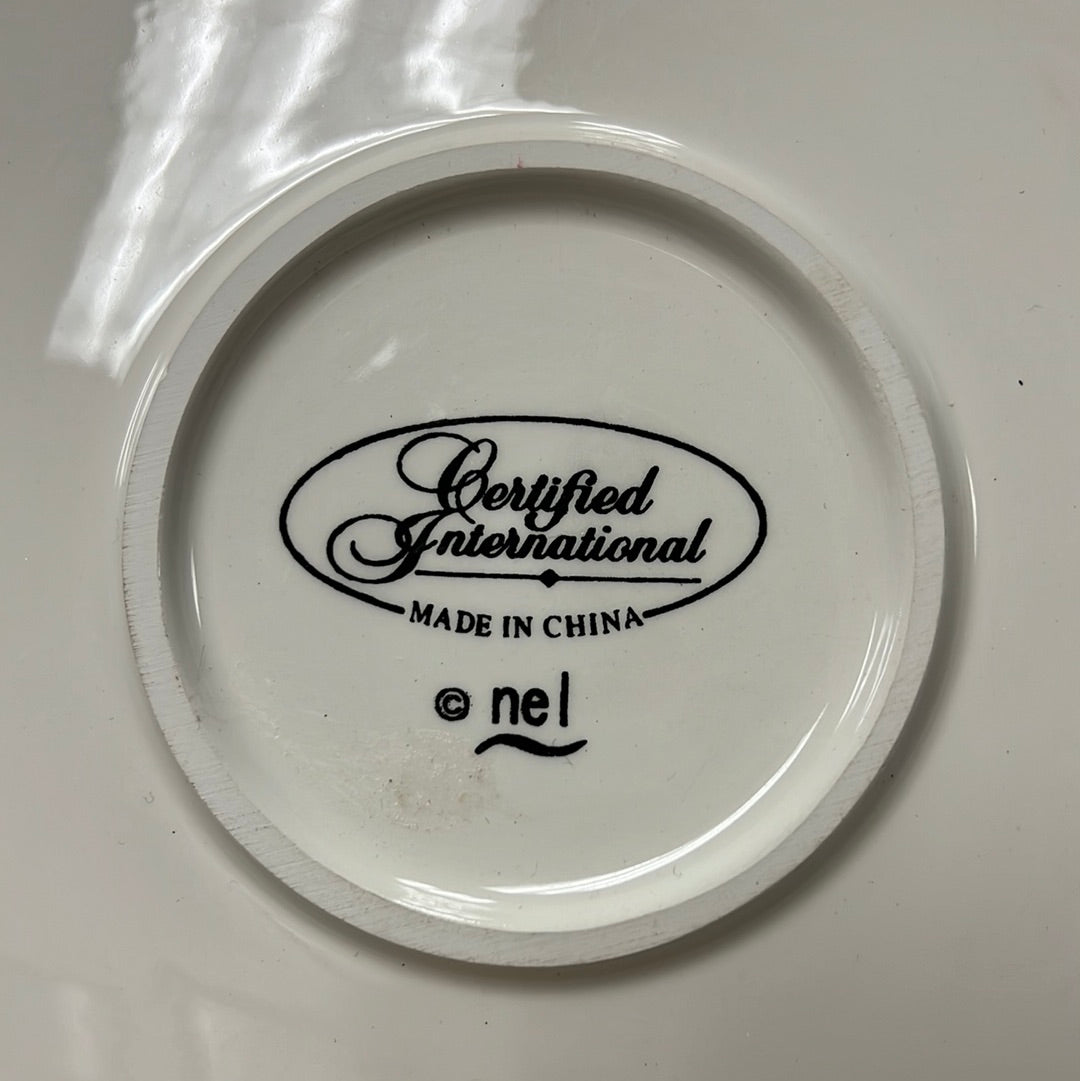 Certified
International
MADE IN CHINA
© nel